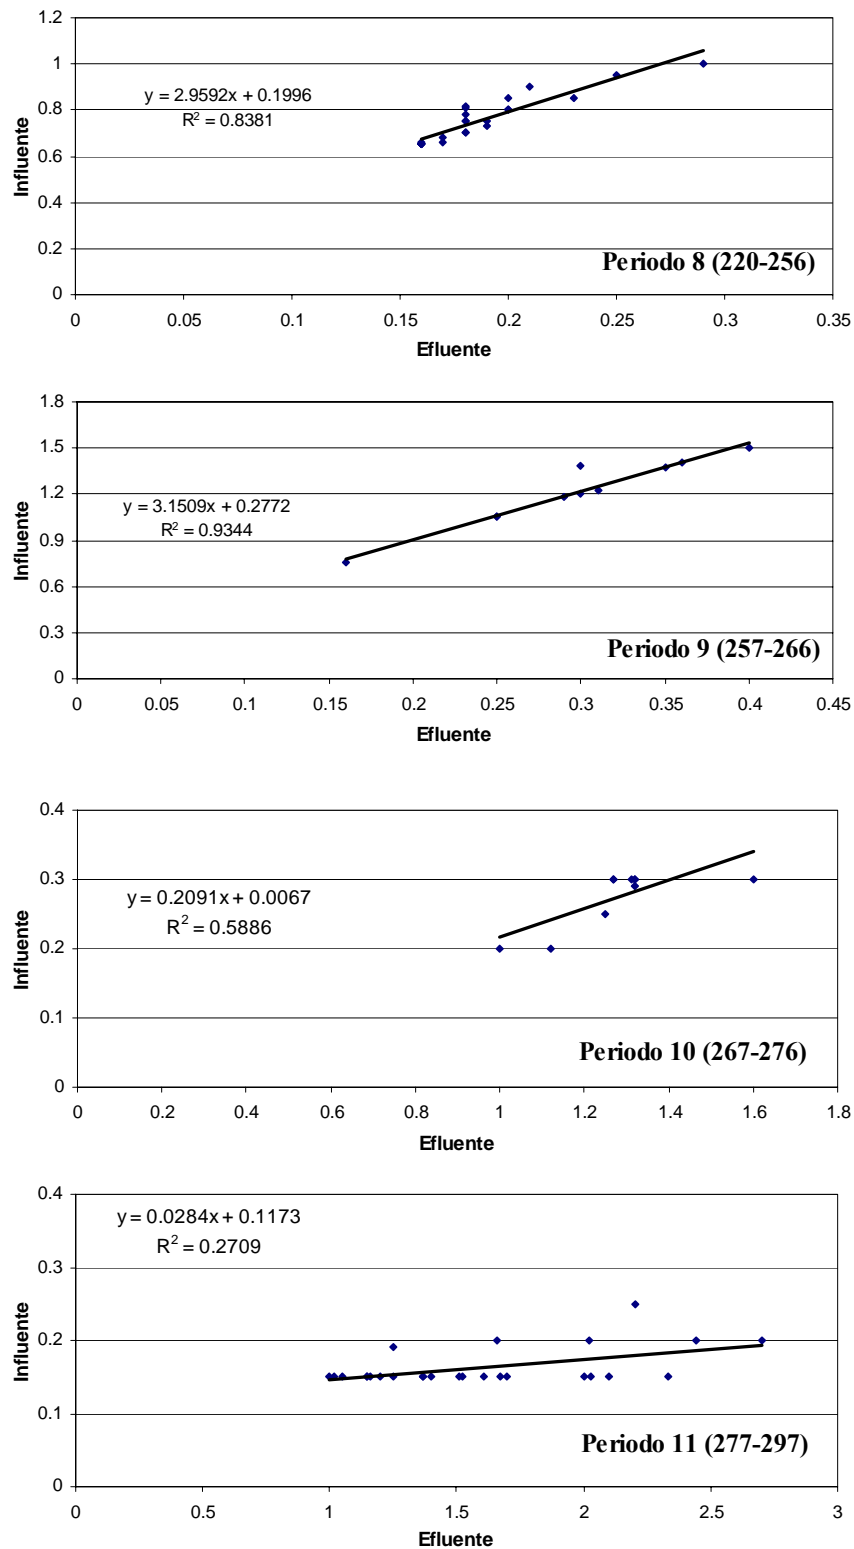 1.2
1
0.8
0.6
0.4
0.2
0
Influente
y = 2.9592x + 0.1996
R² = 0.8381
Periodo 8 (220-256)
0 0.05 0.1 0.15 0.2 0.25 0.3 0.35
Efluente
1.8
1.5
1.2
0.9
0.6
0.3
0
Influente
y = 3.1509x + 0.2772
R² = 0.9344
Periodo 9 (257-266)
0 0.05 0.1 0.15 0.2 0.25 0.3 0.35 0.4 0.45
Efluente
0.4
0.3
0.2
0.1
0
Influente
y = 0.2091x + 0.0067
R² = 0.5886
Periodo 10 (267-276)
0 0.2 0.4 0.6 0.8 1 1.2 1.4 1.6 1.8
Efluente
0.4
0.3
0.2
0.1
0
Influente
y = 0.0284x + 0.1173
R² = 0.2709
Periodo 11 (277-297)
0 0.5 1 1.5 2 2.5 3
Efluente